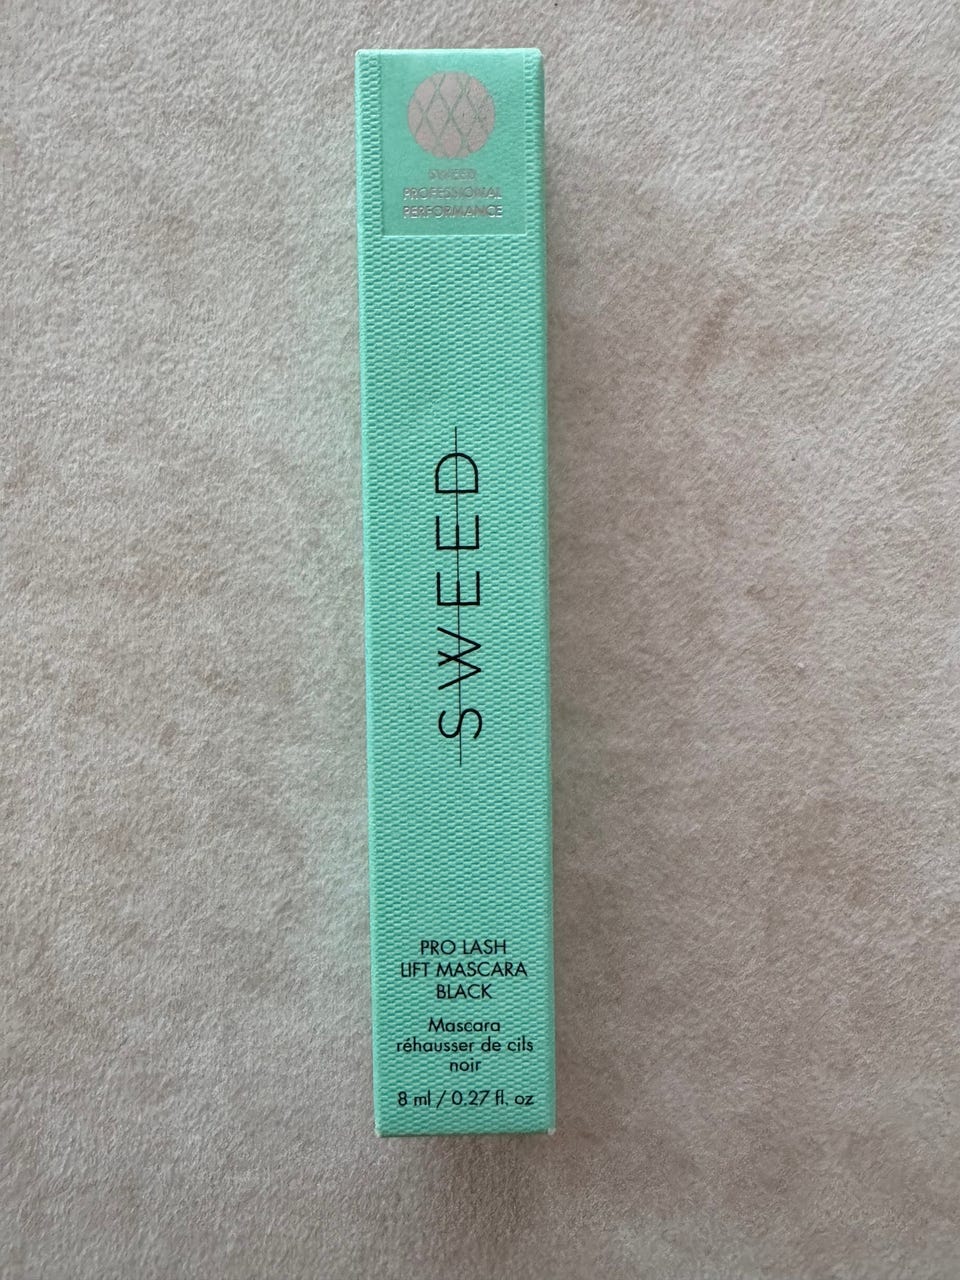 SWEED
PROFESSIONAL
PERFORMANCE
SWEED
PRO LASH
LIFT MASCARA
BLACK
Mascara
réhausser de cils
noir
8 ml / 0.27 fl. oz